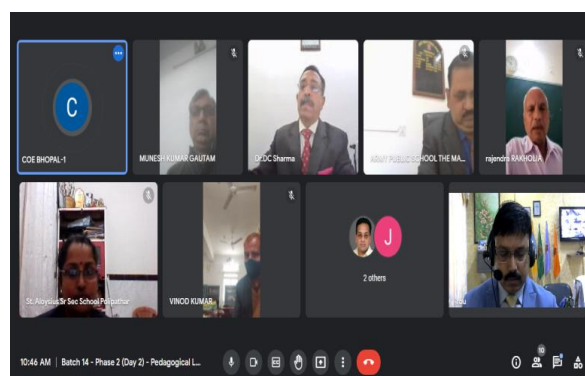 C
COE BHOPAL-1
MUNESH KUMAR GAUTAM
Dr.DC Sharma
ARMY PUBLIC SCHOOL THE MA...
rajendra RAKHOLIA
St. Aloysius Sr Sec School Polipathar
VINOD KUMAR
J
2 others
You
10:46 AM | Batch 14 - Phase 2 (Day 2) - Pedagogical L...
10